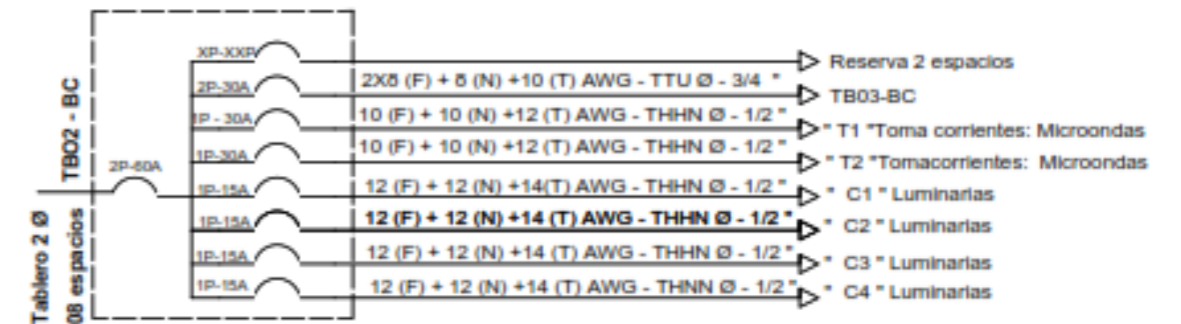 TB02 - BC
Tablero 2 Ø
08 espacios
2P-60A
XP-XXP Reserva 2 espacios
2P-30A 2X8 (F) + 8 (N) +10 (T) AWG - TTU Ø - 3/4 " TB03-BC
1P - 30A 10 (F) + 10 (N) +12 (T) AWG - THHN Ø - 1/2 " " T1 "Toma corrientes: Microondas
1P-30A 10 (F) + 10 (N) +12 (T) AWG - THHN Ø - 1/2 " " T2 "Tomacorrientes: Microondas
1P-15A 12 (F) + 12 (N) +14(T) AWG - THHN Ø - 1/2 " " C1 " Luminarias
1P-15A 12 (F) + 12 (N) +14 (T) AWG - THHN Ø - 1/2 " " C2 " Luminarias
1P-15A 12 (F) + 12 (N) +14 (T) AWG - THHN Ø - 1/2 " " C3 " Luminarias
1P-15A 12 (F) + 12 (N) +14 (T) AWG - THNN Ø - 1/2 " " C4 " Luminarias